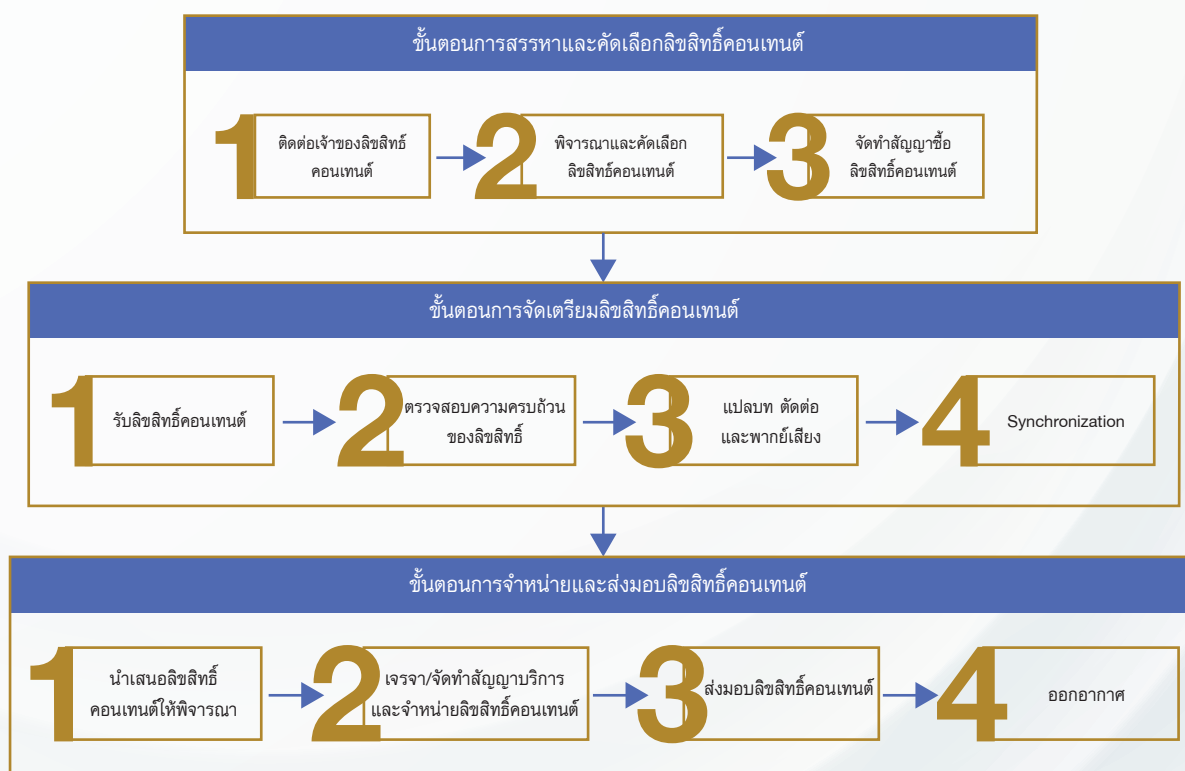 ขั้นตอนการสรรหาและคัดเลือกลิขสิทธิ์คอนเทนต์
1
ติดต่อเจ้าของลิขสิทธ์
คอนเทนต์
2
พิจารณาและคัดเลือก
ลิขสิทธ์คอนเทนต์
3
จัดทำสัญญาซื้อ
ลิขสิทธิ์คอนเทนต์
ขั้นตอนการจัดเตรียมลิขสิทธิ์คอนเทนต์
1
รับลิขสิทธิ์คอนเทนต์
2
ตรวจสอบความครบถ้วน
ของลิขสิทธิ์
3
แปลบท ตัดต่อ
และพากย์เสียง
4
Synchronization
ขั้นตอนการจำหน่ายและส่งมอบลิขสิทธิ์คอนเทนต์
1
นำเสนอลิขสิทธิ์
คอนเทนต์ให้พิจารณา
2
เจรจา/จัดทำสัญญาบริการ
และจำหน่ายลิขสิทธิ์คอนเทนต์
3
ส่งมอบลิขสิทธิ์คอนเทนต์
4
ออกอากาศ